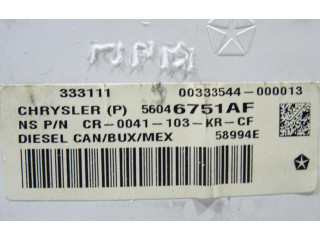 333111 00333544-000013
CHRYSLER (P) 56046751AF
NS P/N CR-0041-103-KR-CF
DIESEL CAN/BUX/MEX 58994E